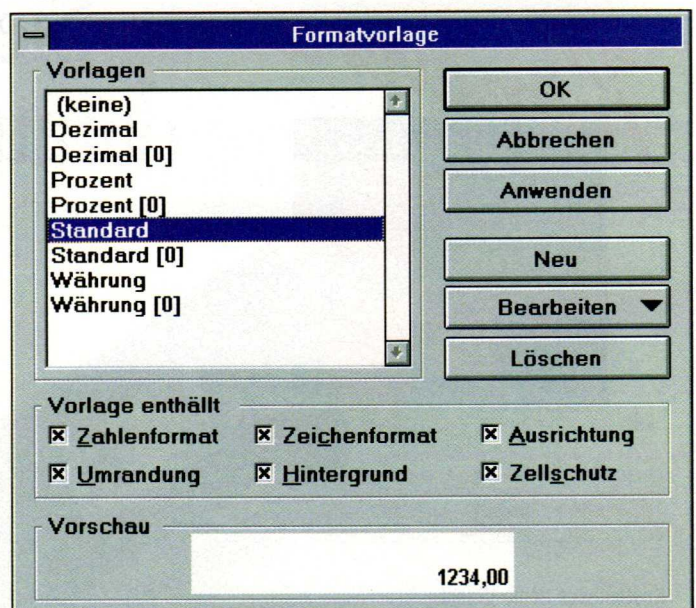 Formatvorlage
Vorlagen
(keine)
Dezimal
Dezimal [0]
Prozent
Prozent [0]
Standard
Standard [0]
Währung
Währung [0]
OK
Abbrechen
Anwenden
Neu
Bearbeiten
Löschen
Vorlage enthällt
Zahlenformat
Zeichenformat
Ausrichtung
Umrandung
Hintergrund
Zellschutz
Vorschau
1234,00